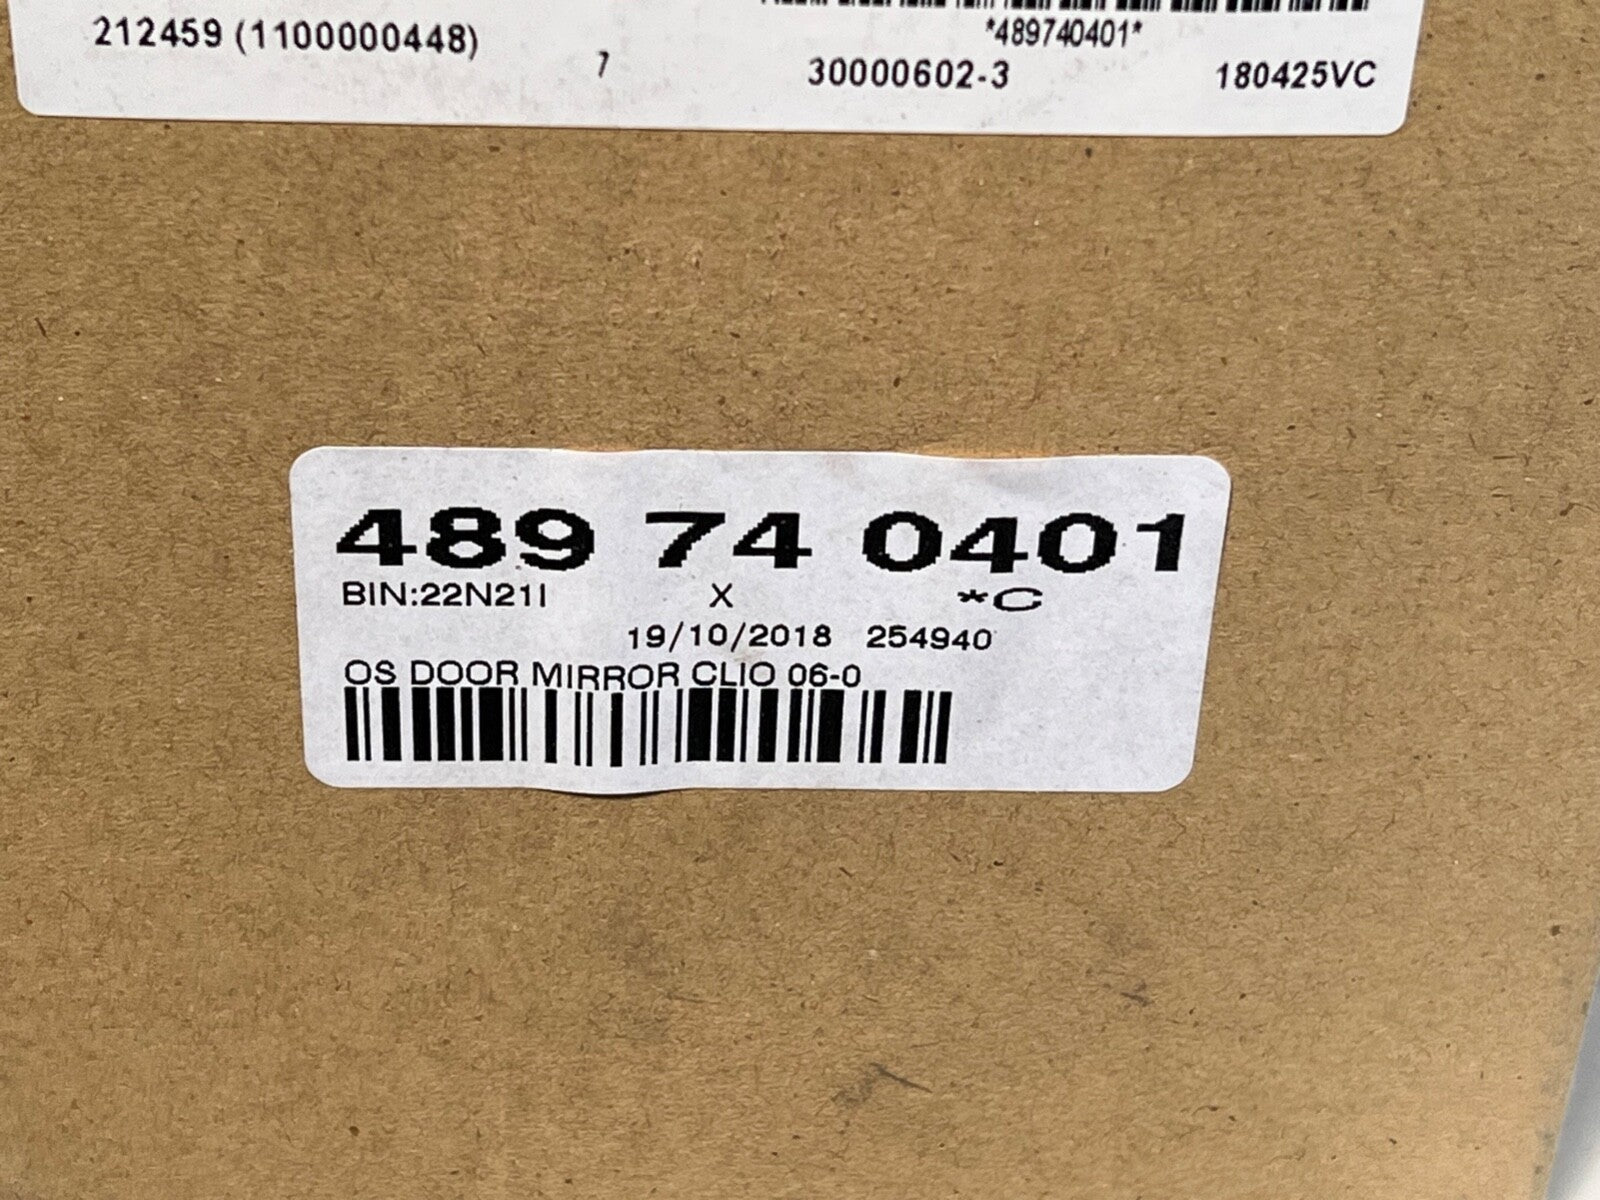 *489740401*
212459 (1100000448)
7
30000602-3
180425VC
489 74 0401
BIN:22N21I
X
*C
19/10/2018 254940
OS DOOR MIRROR CLIO 06-0